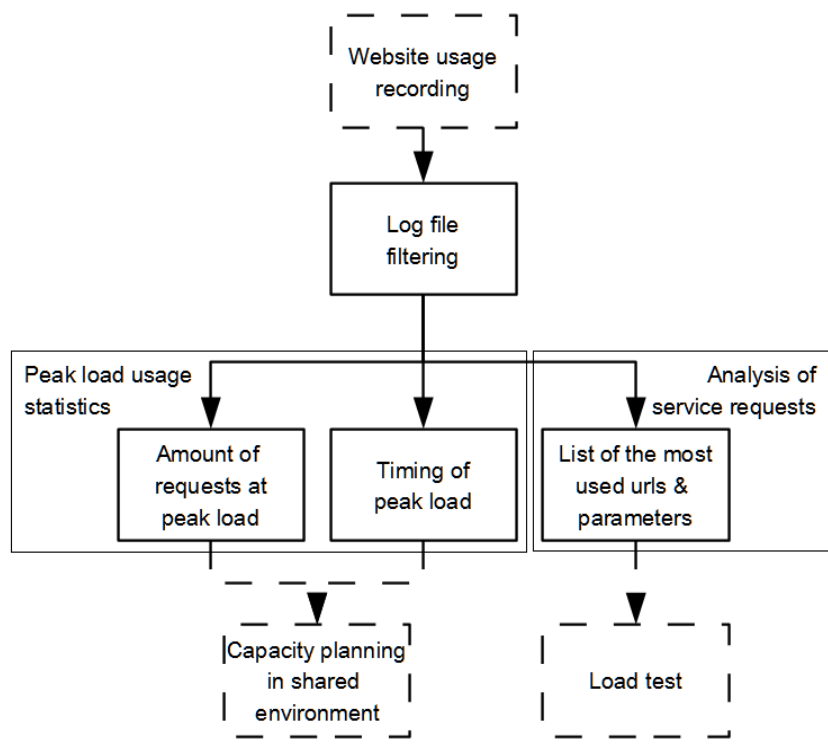 Website usage
recording
Log file
filtering
Peak load usage
statistics
Analysis of
service requests
Amount of
requests at
peak load
Timing of
peak load
List of the most
used urls &
parameters
Capacity planning
in shared
environment
Load test